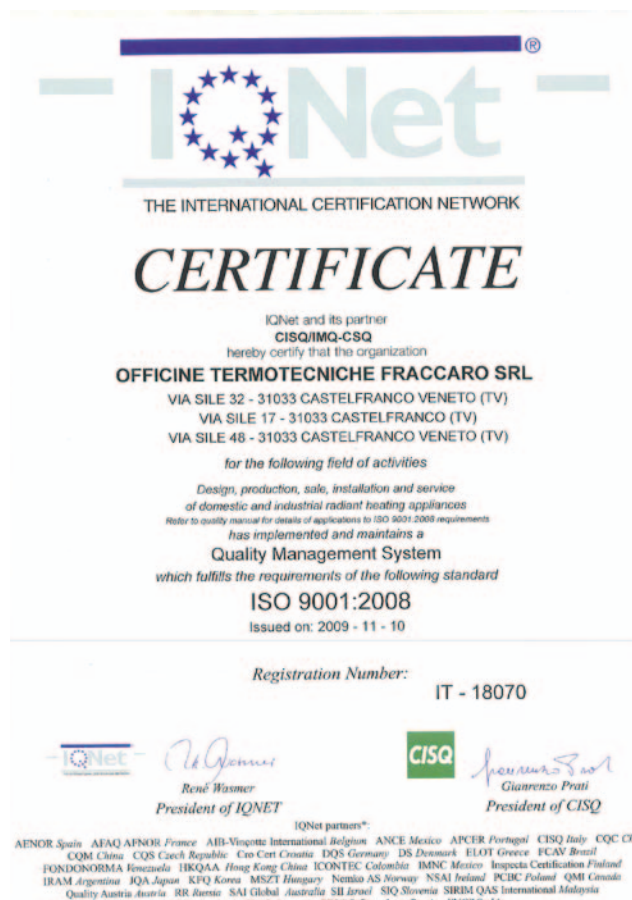 IQNet ®
THE INTERNATIONAL CERTIFICATION NETWORK
CERTIFICATE
IQNet and its partner
CISQ/IMQ-CSQ
hereby certify that the organization
OFFICINE TERMOTECNICHE FRACCARO SRL
VIA SILE 32 - 31033 CASTELFRANCO VENETO (TV)
VIA SILE 17 - 31033 CASTELFRANCO (TV)
VIA SILE 48 - 31033 CASTELFRANCO VENETO (TV)
for the following field of activities
Design, production, sale, installation and service
of domestic and industrial radiant heating appliances
Refer to quality manual for details of applications to ISO 9001:2008 requirements
has implemented and maintains a
Quality Management System
which fulfills the requirements of the following standard
ISO 9001:2008
Issued on: 2009 - 11 - 10
Registration Number:
IT - 18070
IQNet
CISQ
René Wasmer
President of IQNET
Gianrenzo Prati
President of CISQ
IQNet partners*:
AENOR Spain AFAQ AFNOR France AIB-Vinçotte International Belgium ANCE Mexico APCER Portugal CISQ Italy CQC
CQM China CQS Czech Republic Cro Cert Croatia DQS Germany DS Denmark ELOT Greece FCAV Brazil
FONDONORMA Venezuela HKQAA Hong Kong China ICONTEC Colombia IMNC Mexico Inspecta Certification Finland
IRAM Argentina JQA Japan KFQ Korea MSZT Hungary Nemko AS Norway NSAI Ireland PCBC Poland QMI Canada
Quality Austria Austria RR Russia SAI Global Australia SII Israel SIQ Slovenia SIRIM QAS International Malaysia